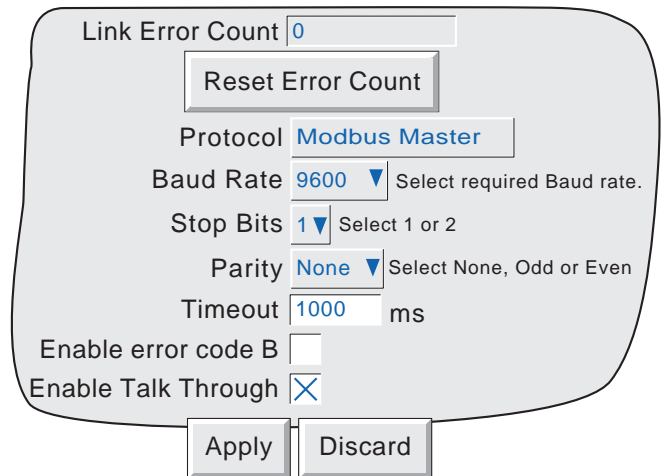 Link Error Count 0
Reset Error Count
Protocol Modbus Master
Baud Rate 9600 Select required Baud rate.
Stop Bits 1 Select 1 or 2
Parity None Select None, Odd or Even
Timeout 1000 ms
Enable error code B
Enable Talk Through
Apply Discard